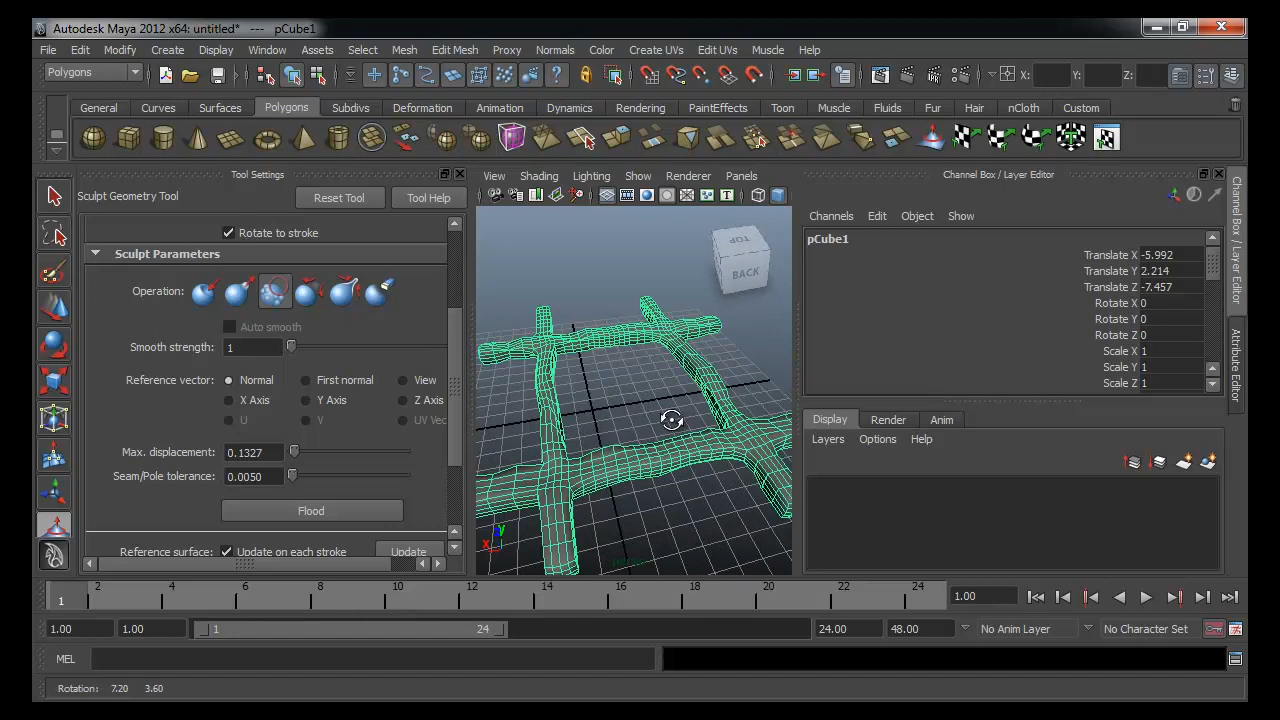 Autodesk Maya 2012 x64: untitled* --- pCube1
File Edit Modify Create Display Window Assets Select Mesh Edit Mesh Proxy Normals Color Create UVs Edit UVs Muscle Help
Polygons X: Y: Z:
General Curves Surfaces Polygons Subdivs Deformation Animation Dynamics Rendering PaintEffects Toon Muscle Fluids Fur Hair nCloth Custom
Tool Settings
Sculpt Geometry Tool Reset Tool Tool Help
Rotate to stroke
Sculpt Parameters
Operation:
Auto smooth
Smooth strength: 1
Reference vector: Normal First normal View
X Axis Y Axis Z Axis
U V UV Vec
Max. displacement: 0.1327
Seam/Pole tolerance: 0.0050
Flood
Reference surface: Update on each stroke Update
View Shading Lighting Show Renderer Panels
T
TOP
BACK
y
x
Channel Box / Layer Editor
Channels Edit Object Show
pCube1
Translate X -5.992
Translate Y 2.214
Translate Z -7.457
Rotate X 0
Rotate Y 0
Rotate Z 0
Scale X 1
Scale Y 1
Scale Z 1
Display Render Anim
Layers Options Help
Channel Box / Layer Editor
Attribute Editor
1 2 4 6 8 10 12 14 16 18 20 22 24 1.00
1.00 1.00 1 24 24.00 48.00 No Anim Layer No Character Set
MEL
Rotation: 7.20 3.60